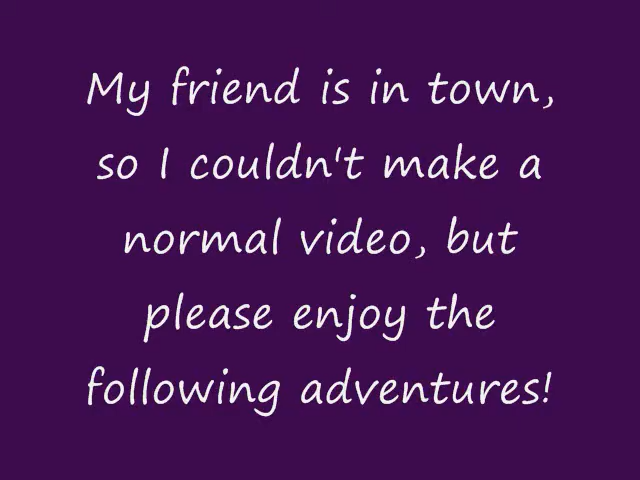 My friend is in town,
so I couldn't make a
normal video, but
please enjoy the
following adventures!